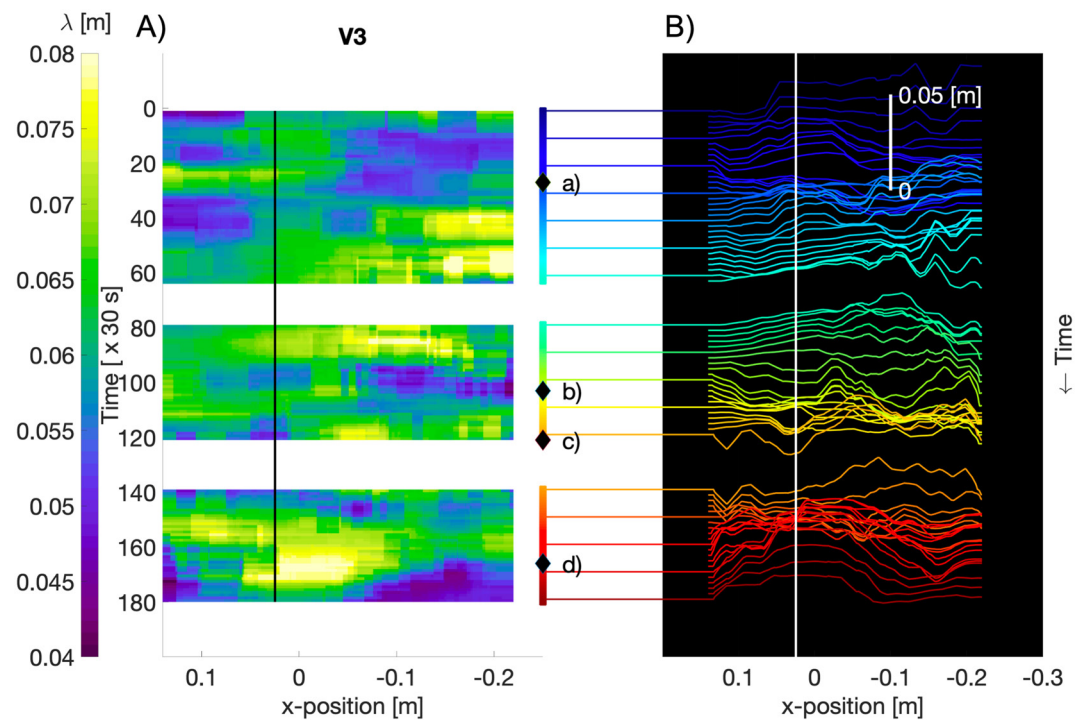 λ [m]
A)
V3
B)
0.08
0.075
0.07
0.065
0.06
0.055
0.05
0.045
0.04
0
20
40
60
80
100
120
140
160
180
Time [ x 30 s]
0.1
0
-0.1
-0.2
x-position [m]
a)
b)
c)
d)
0.05 [m]
0
← Time
0.1
0
-0.1
-0.2
-0.3
x-position [m]